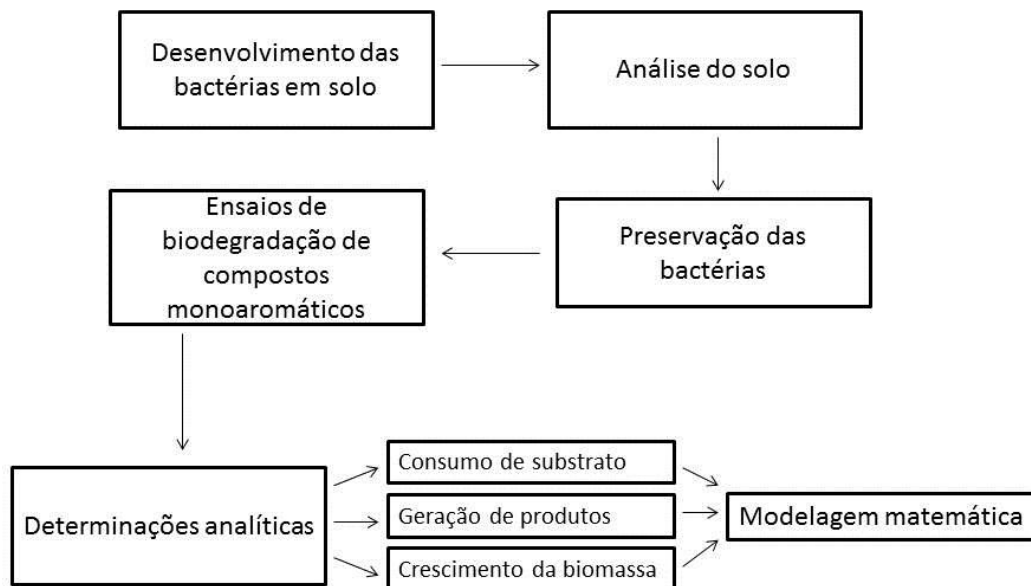 Desenvolvimento das
bactérias em solo
Análise do solo
Preservação das
bactérias
Ensaios de
biodegradação de
compostos
monoaromáticos
Determinações analíticas
Consumo de substrato
Geração de produtos
Crescimento da biomassa
Modelagem matemática